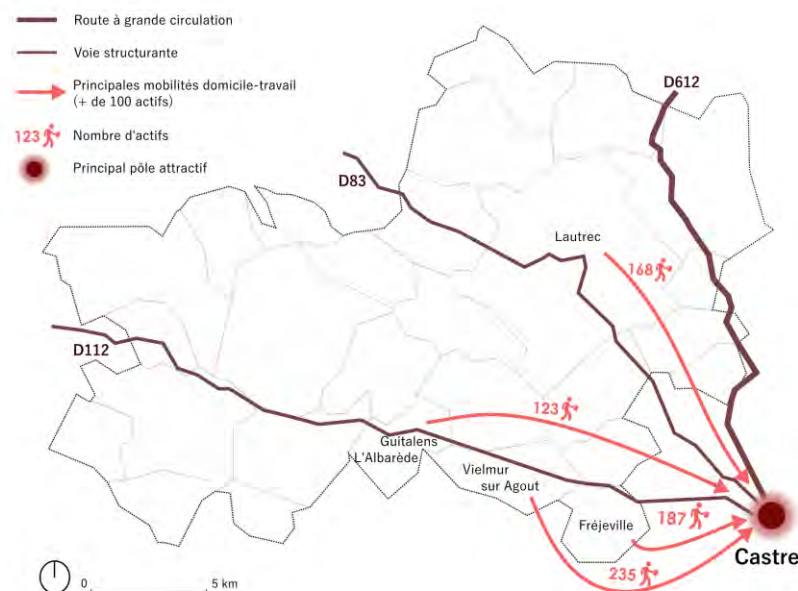 Route à grande circulation
Voie structurante
Principales mobilités domicile-travail
(+ de 100 actifs)
123 Nombre d'actifs
Principal pôle attractif
D612
D83
Lautrec
168
D112
123
Guitalens
L'Albarède
Vielmur
sur Agout
Fréjeville
187
235
Castre
0 5 km